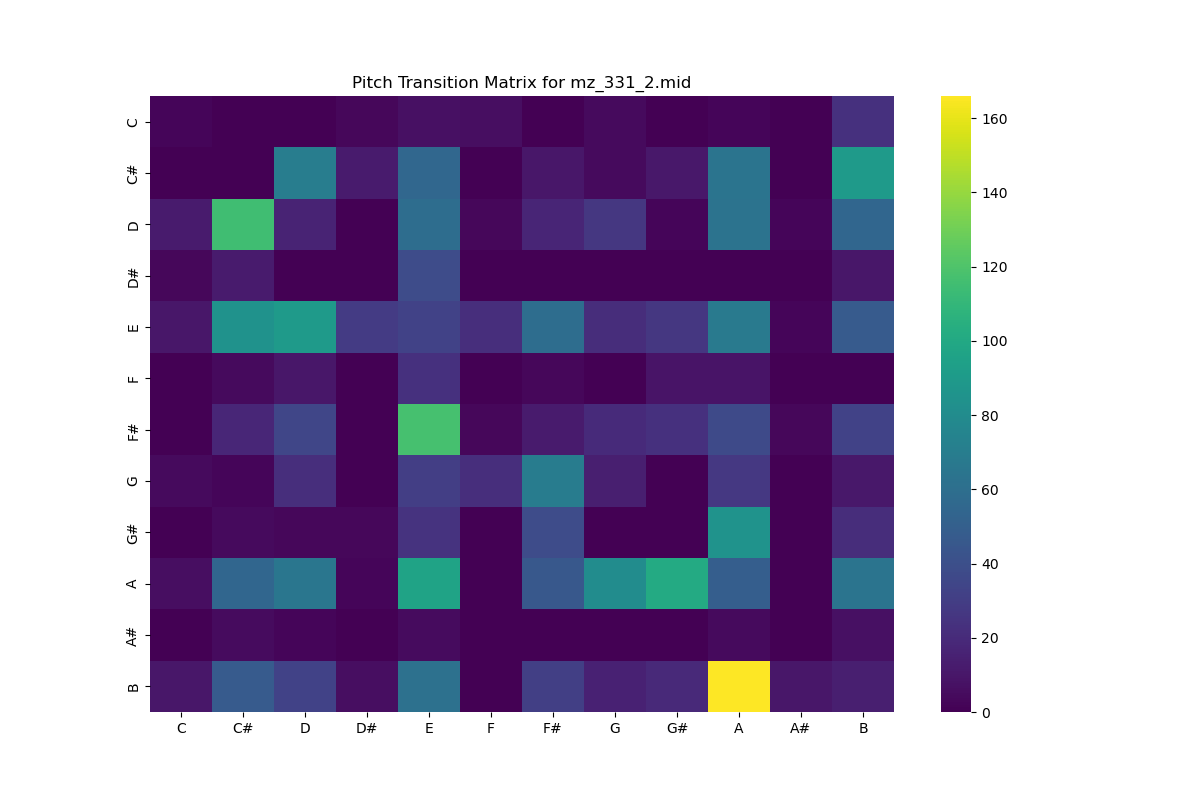 Pitch Transition Matrix for mz_331_2.mid
C
C#
D
D#
E
F
F#
G
G#
A
A#
B
C C# D D# E F F# G G# A A# B
160
140
120
100
80
60
40
20
0